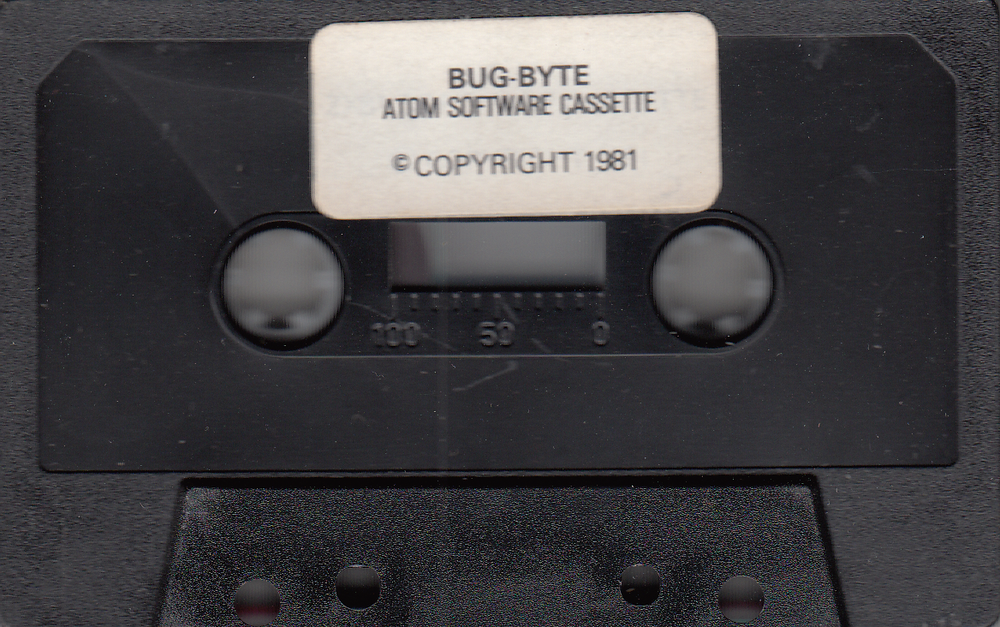 BUG-BYTE
ATOM SOFTWARE CASSETTE
© COPYRIGHT 1981
100 50 0